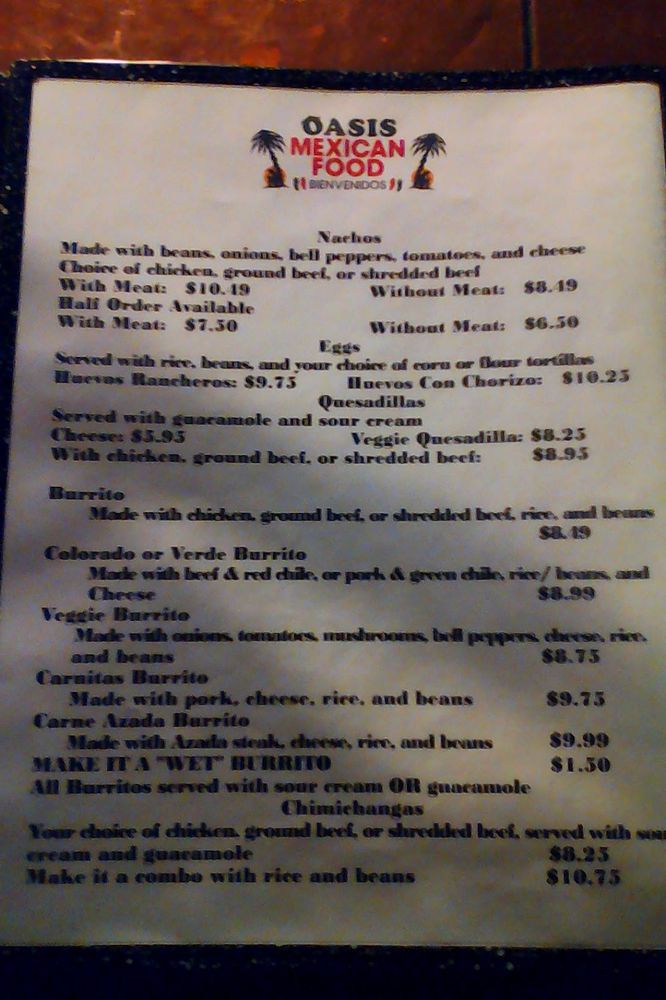 OASIS
MEXICAN
FOOD
BIENVENIDOS
Nachos
Made with beans, onions, bell peppers, tomatoes, and cheese
Choice of chicken, ground beef, or shredded beef
With Meat: $10.49 Without Meat: $8.49
Half Order Available
With Meat: $7.50 Without Meat: $6.50
Eggs
Served with rice, beans, and your choice of corn or flour tortillas
Huevos Rancheros: $9.75 Huevos Con Chorizo: $10.25
Quesadillas
Served with guacamole and sour cream
Cheese: $5.95 Veggie Quesadilla: $8.25
With chicken, ground beef, or shredded beef: $8.95
Burrito
Made with chicken, ground beef, or shredded beef, rice, and beans
$8.49
Colorado or Verde Burrito
Made with beef & red chile, or pork & green chile, rice/ beans, and
Cheese $8.99
Veggie Burrito
Made with onions, tomatoes, mushrooms, bell peppers, cheese, rice,
and beans $8.75
Carnitas Burrito
Made with pork, cheese, rice, and beans $9.75
Carne Azada Burrito
Made with Azada steak, cheese, rice, and beans $9.99
MAKE IT A "WET" BURRITO $1.50
All Burritos served with sour cream OR guacamole
Chimichangas
Your choice of chicken, ground beef, or shredded beef, served with sou
cream and guacamole $8.25
Make it a combo with rice and beans $10.75